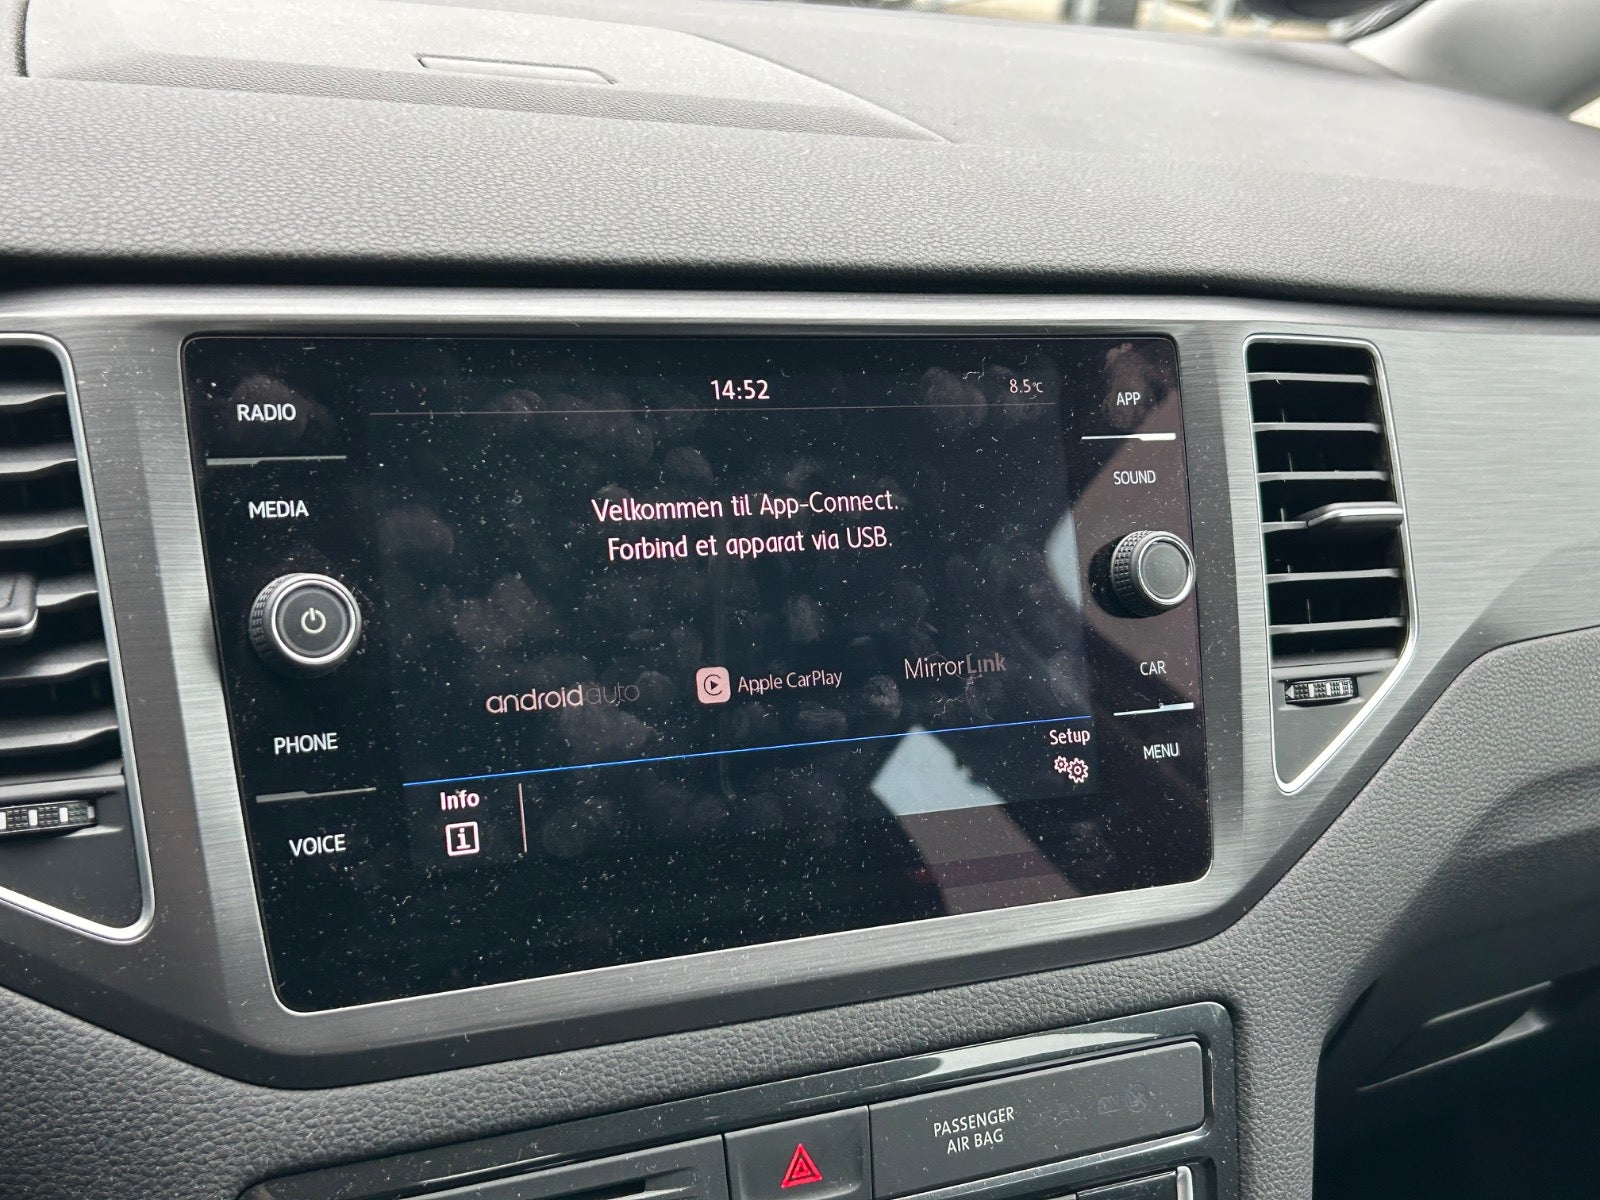 14:52
8.5°C
RADIO
APP
MEDIA
SOUND
Velkommen til App-Connect.
Forbind et apparat via USB.
androidauto
Apple CarPlay
MirrorLink
CAR
PHONE
Setup
MENU
Info
i
VOICE
PASSENGER
AIR BAG